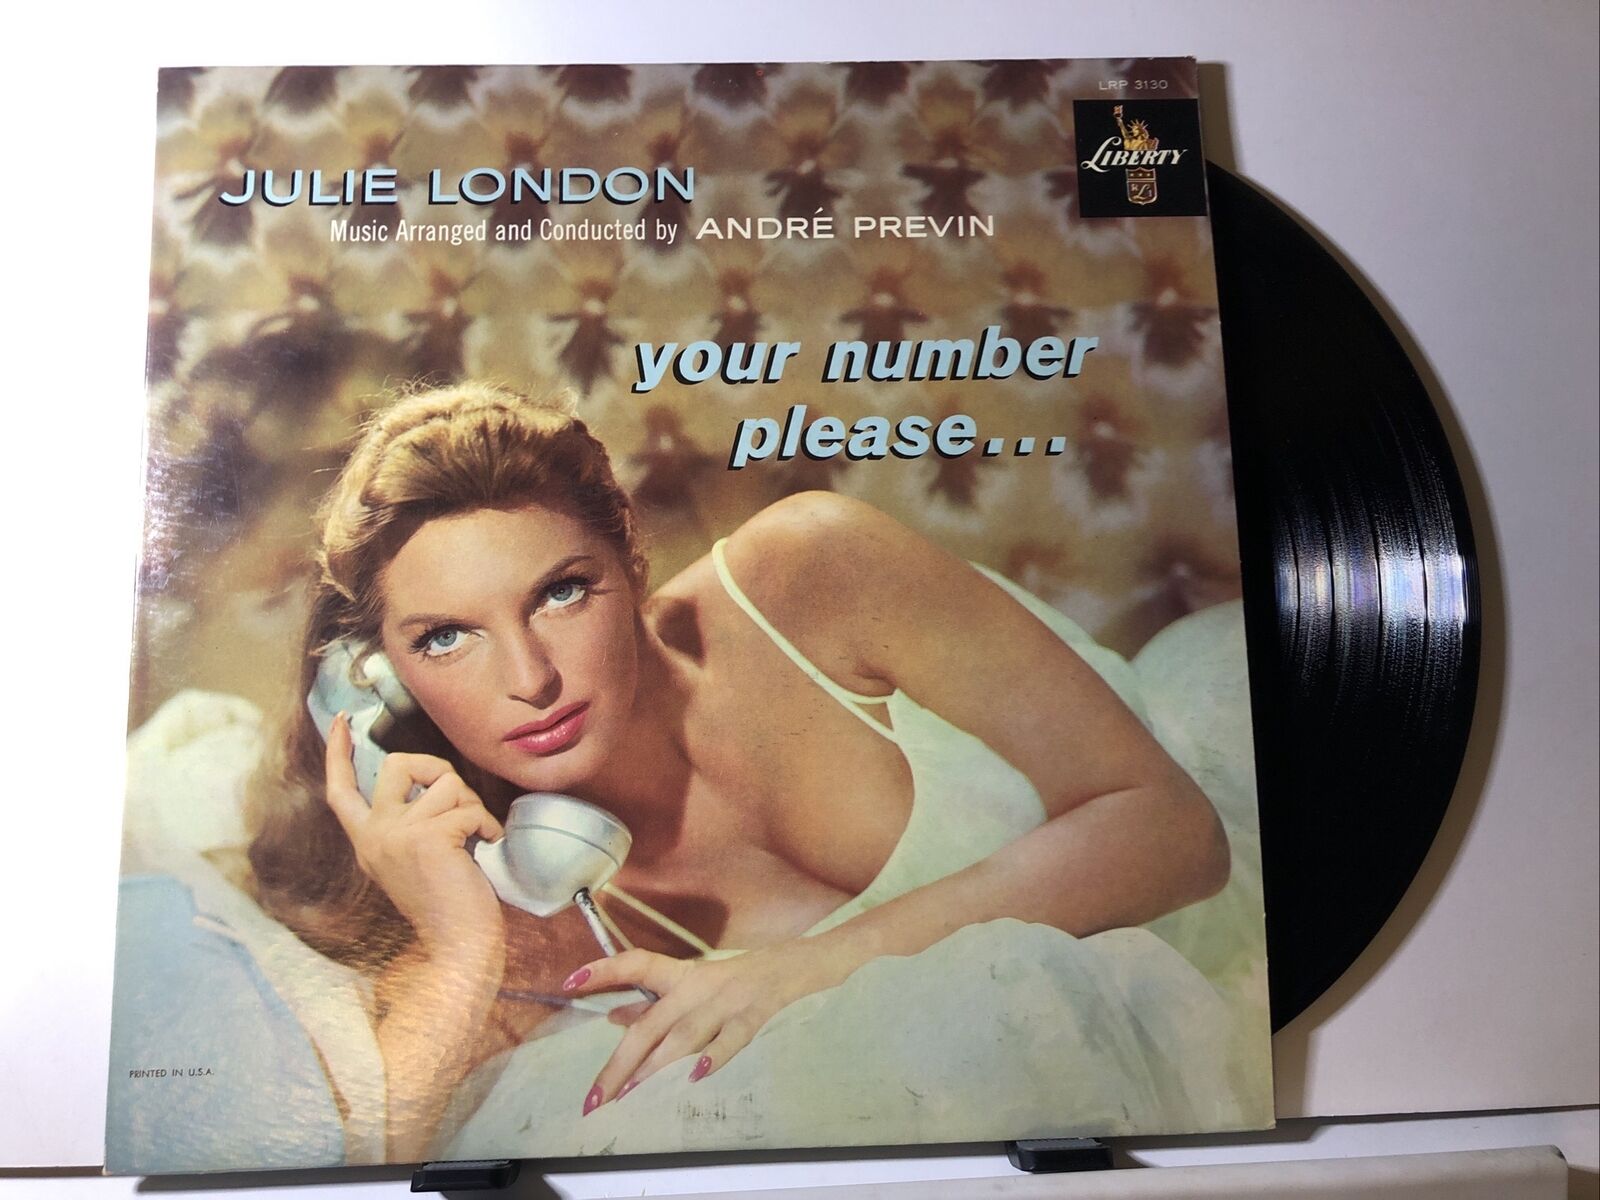 LRP 3130
LIBERTY
JULIE LONDON
Music Arranged and Conducted by ANDRÉ PREVIN
your number
please...
PRINTED IN U.S.A.